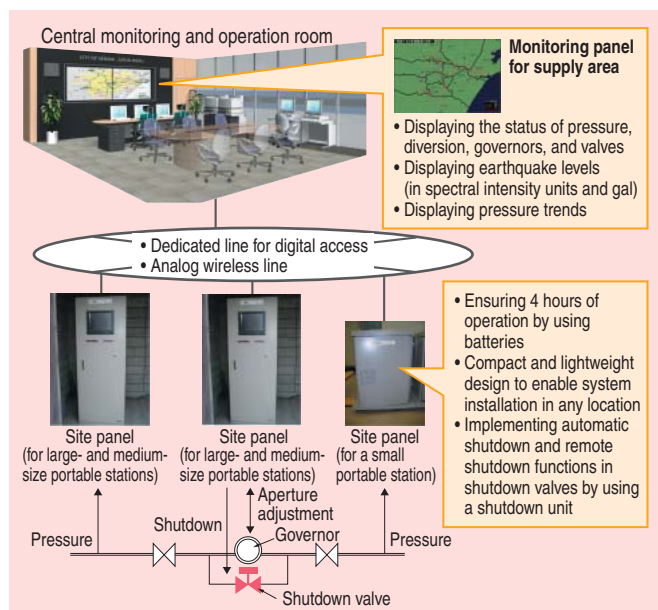 Central monitoring and operation room
Monitoring panel
for supply area
• Displaying the status of pressure,
diversion, governors, and valves
• Displaying earthquake levels
(in spectral intensity units and gal)
• Displaying pressure trends
• Dedicated line for digital access
• Analog wireless line
• Ensuring 4 hours of
operation by using
batteries
• Compact and lightweight
design to enable system
installation in any location
• Implementing automatic
shutdown and remote
shutdown functions in
shutdown valves by using
a shutdown unit
Site panel
(for large- and medium-
size portable stations)
Site panel
(for large- and medium-
size portable stations)
Site panel
(for a small
portable station)
Pressure
Shutdown
Aperture
adjustment
Governor
Pressure
Shutdown valve